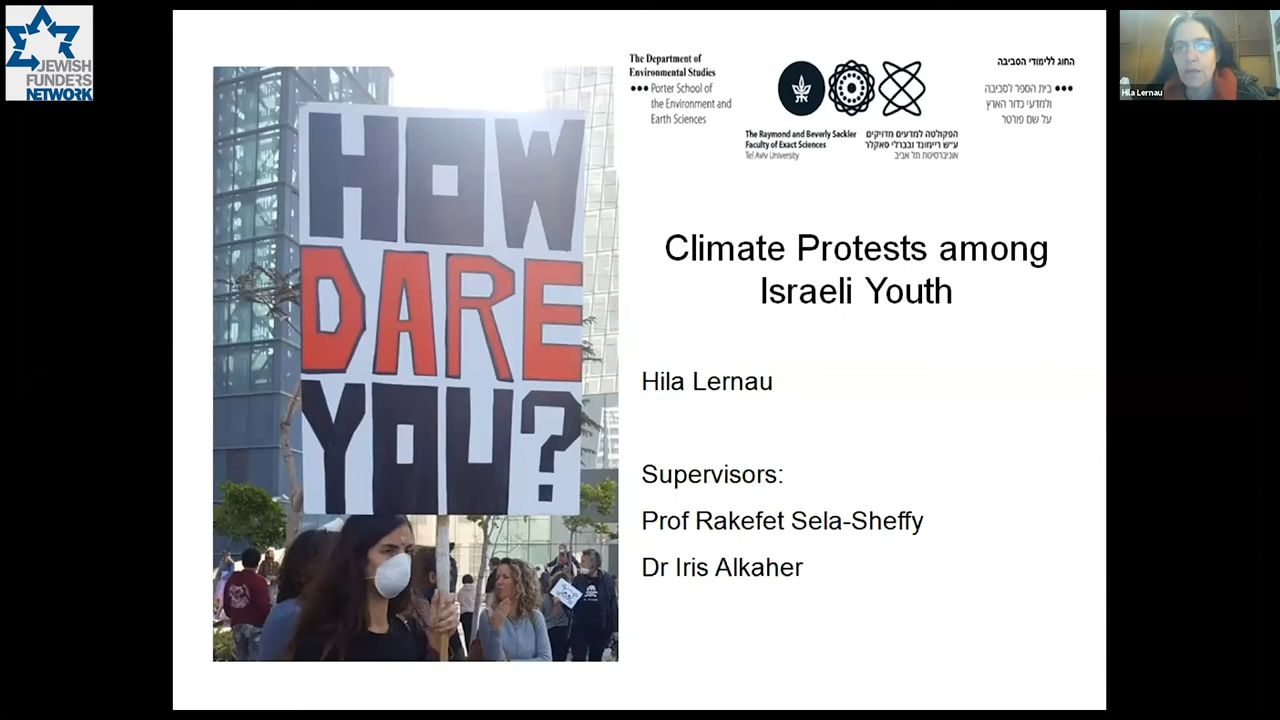 JEWISH
FUNDERS
NETWORK
HOW
DARE
YOU?
The Department of
Environmental Studies
••• Porter School of
the Environment and
Earth Sciences
The Raymond and Beverly Sackler
Faculty of Exact Sciences
Tel Aviv University
הפקולטה למדעים מדויקים
ע"ש ריימונד ובברלי סאקלר
אוניברסיטת תל אביב
החוג ללימודי הסביבה
••• בית הספר לסביבה
ולמדעי כדור הארץ
על שם פורטר
Climate Protests among
Israeli Youth
Hila Lernau
Supervisors:
Prof Rakefet Sela-Sheffy
Dr Iris Alkaher
Hila Lernau